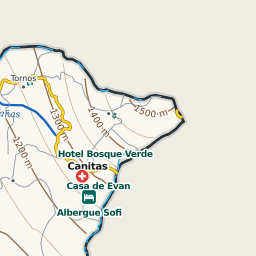 1500·m
Tornos
1400·m
1300·m
1200·m
Hotel Bosque Verde
Canitas
Casa de Evan
Albergue Sofi